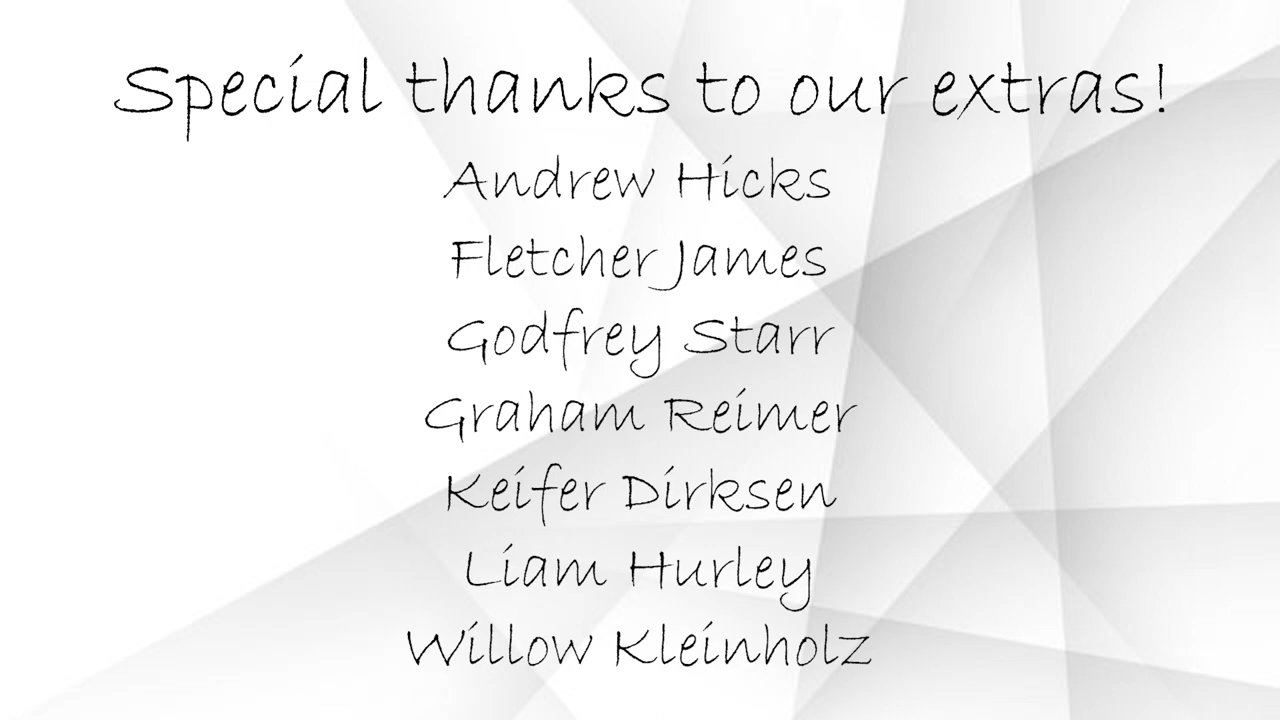 Special thanks to our extras!
Andrew Hicks
Fletcher James
Godfrey Starr
Graham Reimer
Keifer Dirksen
Liam Hurley
Willow Kleinholz